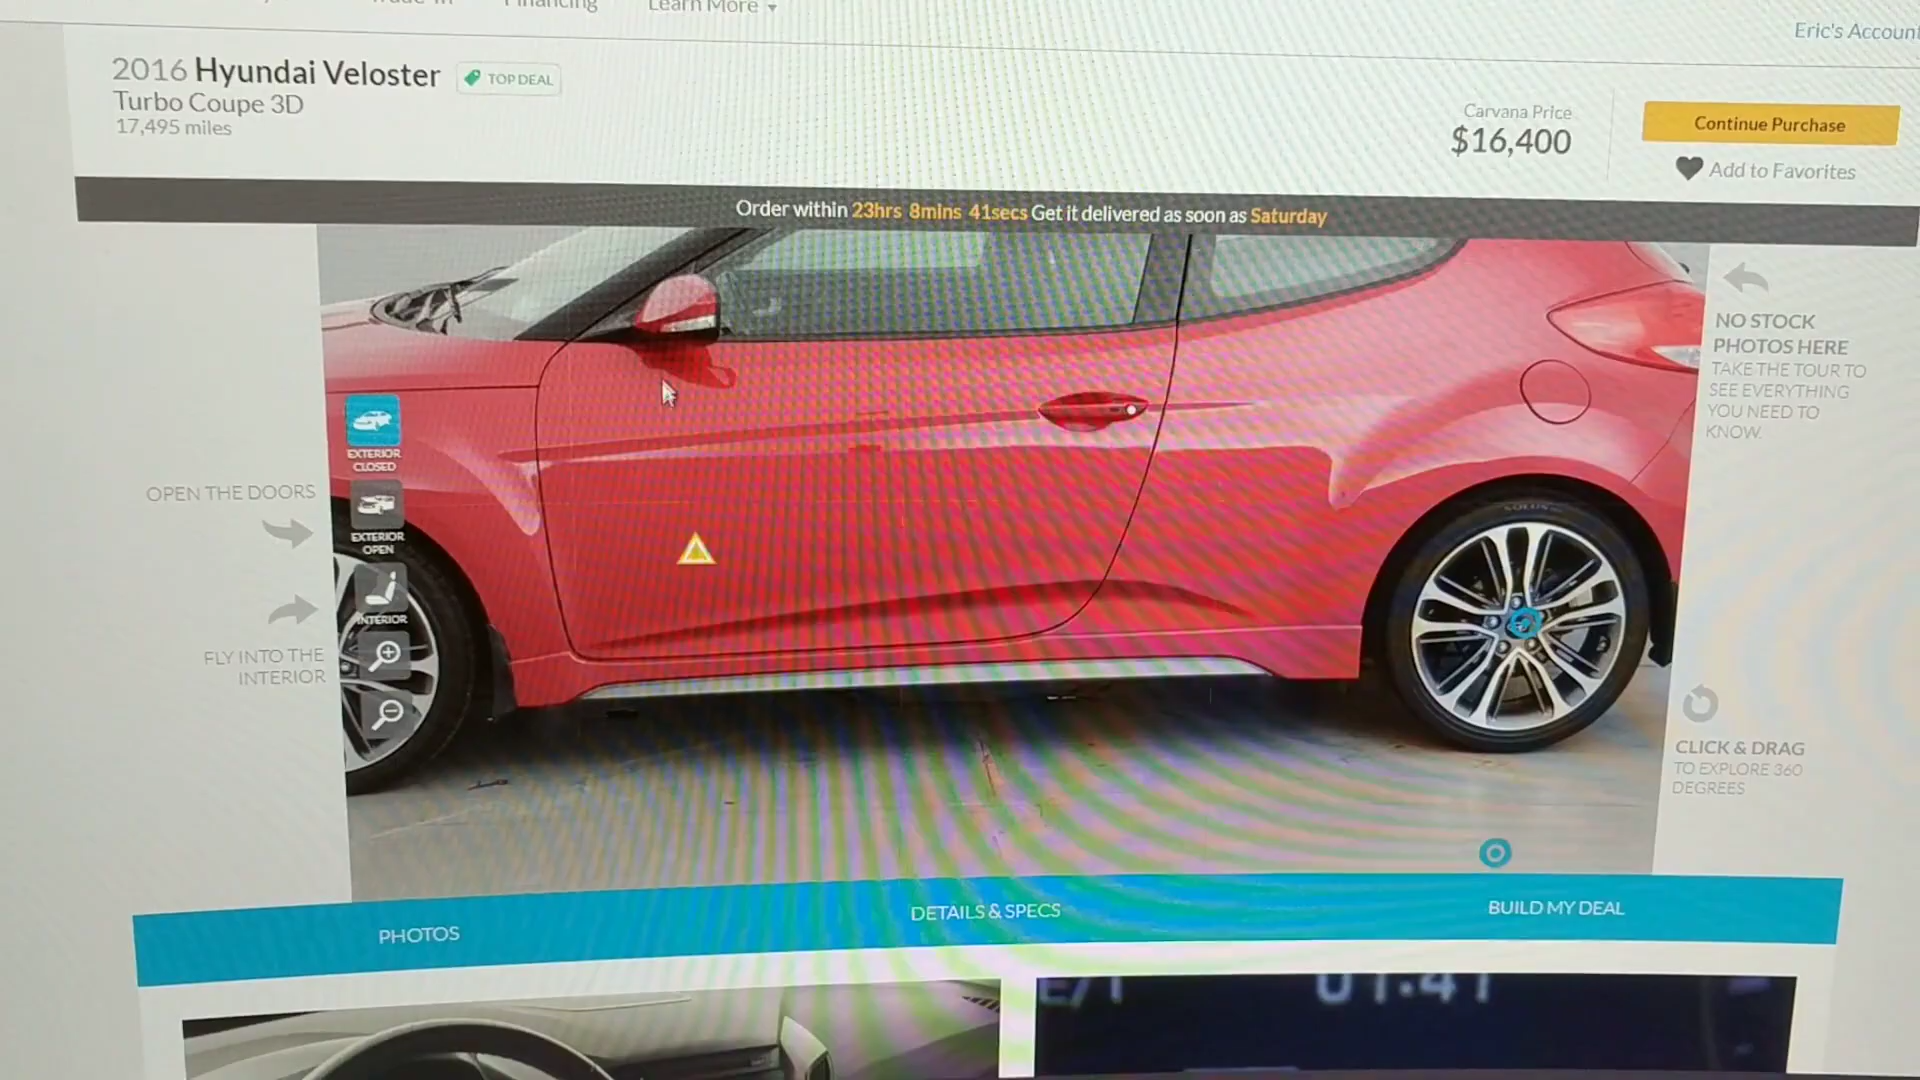 Financing
Learn More
Eric's Account
2016 Hyundai Veloster
TOP DEAL
Turbo Coupe 3D
17,495 miles
Carvana Price
$16,400
Continue Purchase
Add to Favorites
Order within 23hrs 8mins 41secs Get it delivered as soon as Saturday
NO STOCK
PHOTOS HERE
TAKE THE TOUR TO
SEE EVERYTHING
YOU NEED TO
KNOW.
EXTERIOR
CLOSED
OPEN THE DOORS
EXTERIOR
OPEN
INTERIOR
FLY INTO THE
INTERIOR
CLICK & DRAG
TO EXPLORE 360
DEGREES
PHOTOS
DETAILS & SPECS
BUILD MY DEAL